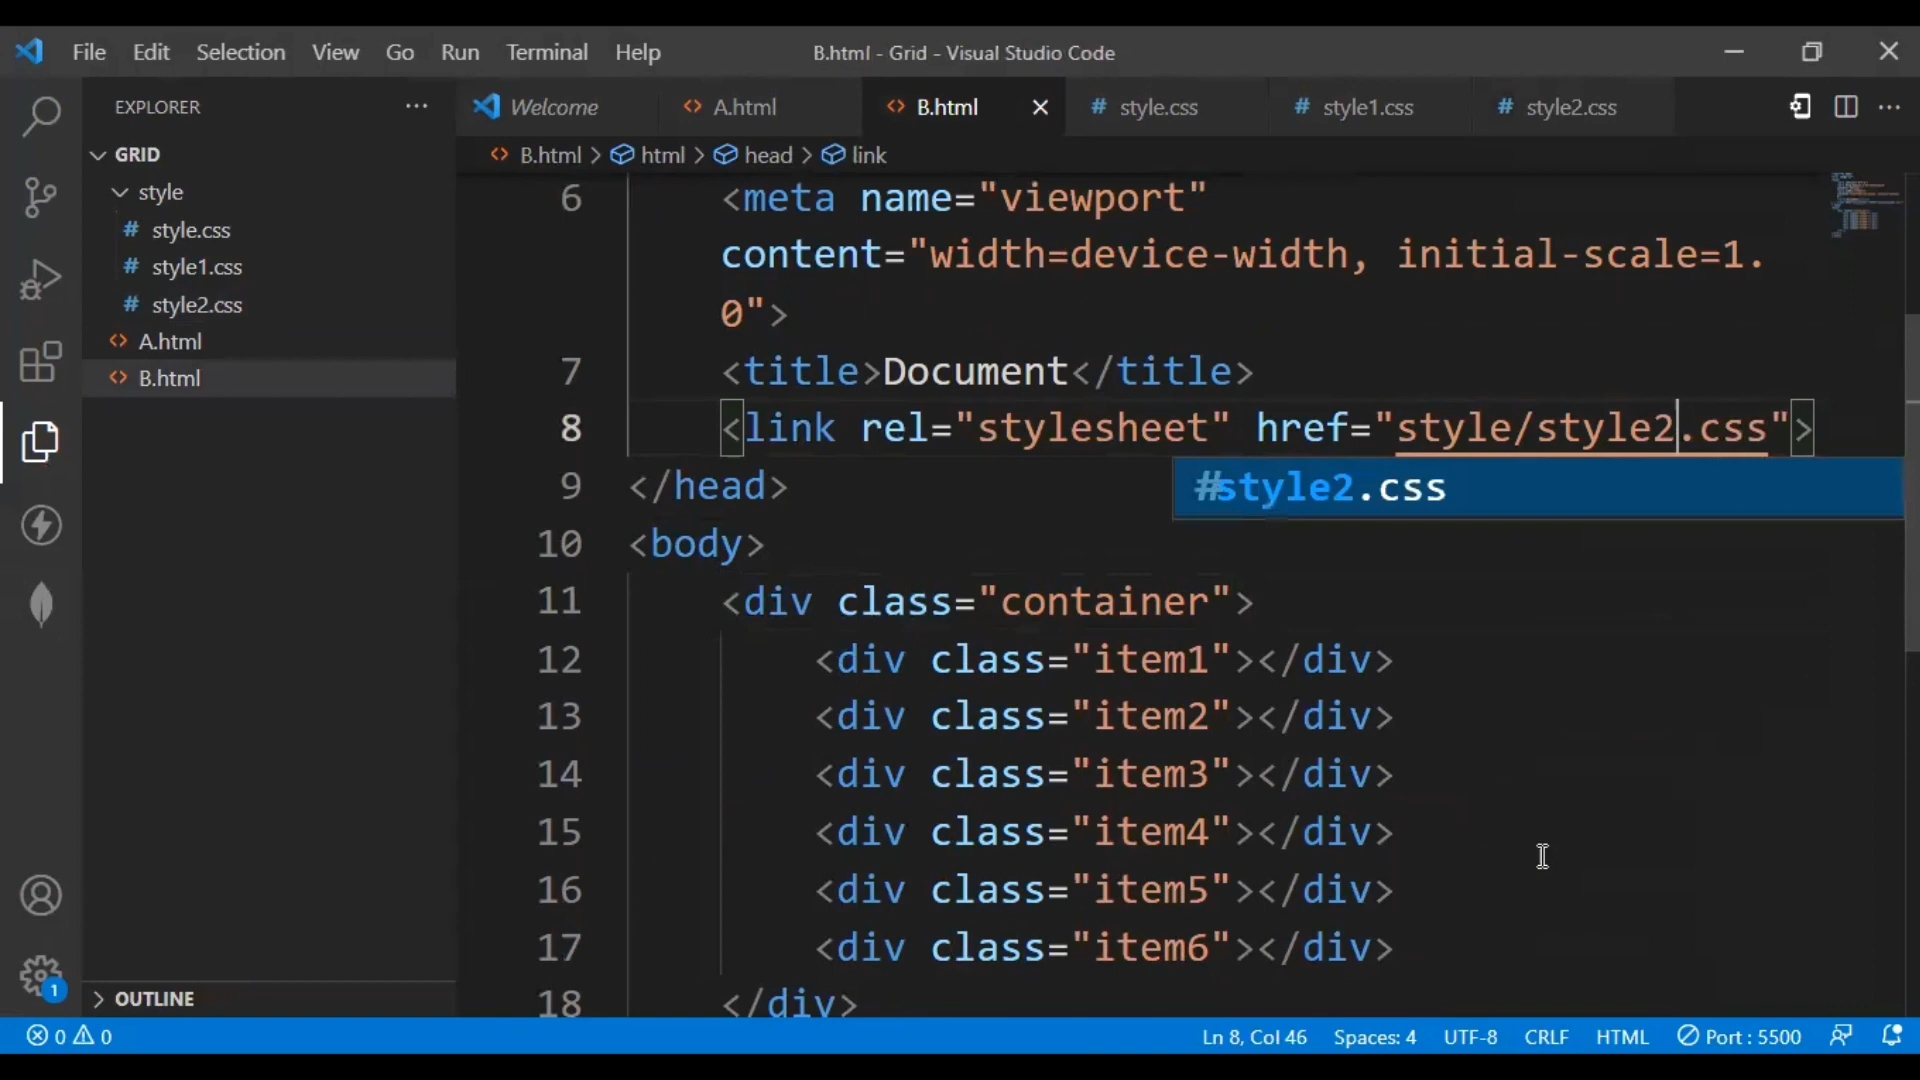 File Edit Selection View Go Run Terminal Help B.html - Grid - Visual Studio Code
EXPLORER ···
Welcome A.html B.html # style.css # style1.css # style2.css ···
GRID
B.html > html > head > link
style
# style.css
# style1.css
# style2.css
A.html
B.html
6 <meta name="viewport"
content="width=device-width, initial-scale=1.
0">
7 <title>Document</title>
8 <link rel="stylesheet" href="style/style2.css">
#style2.css
9 </head>
10 <body>
11 <div class="container">
12 <div class="item1"></div>
13 <div class="item2"></div>
14 <div class="item3"></div>
15 <div class="item4"></div>
16 <div class="item5"></div>
17 <div class="item6"></div>
18 </div>
1
OUTLINE
0 0 Ln 8, Col 46 Spaces: 4 UTF-8 CRLF HTML Port : 5500